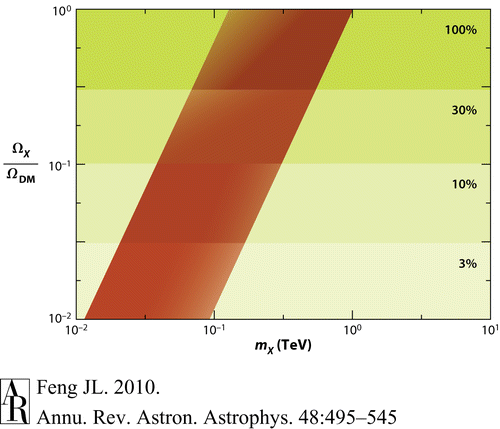 10⁰
100%
30%
Ω_X
Ω_DM
10⁻¹
10%
3%
10⁻²
10⁻² 10⁻¹ 10⁰ 10¹
m_X (TeV)
AR Feng JL. 2010.
Annu. Rev. Astron. Astrophys. 48:495–545